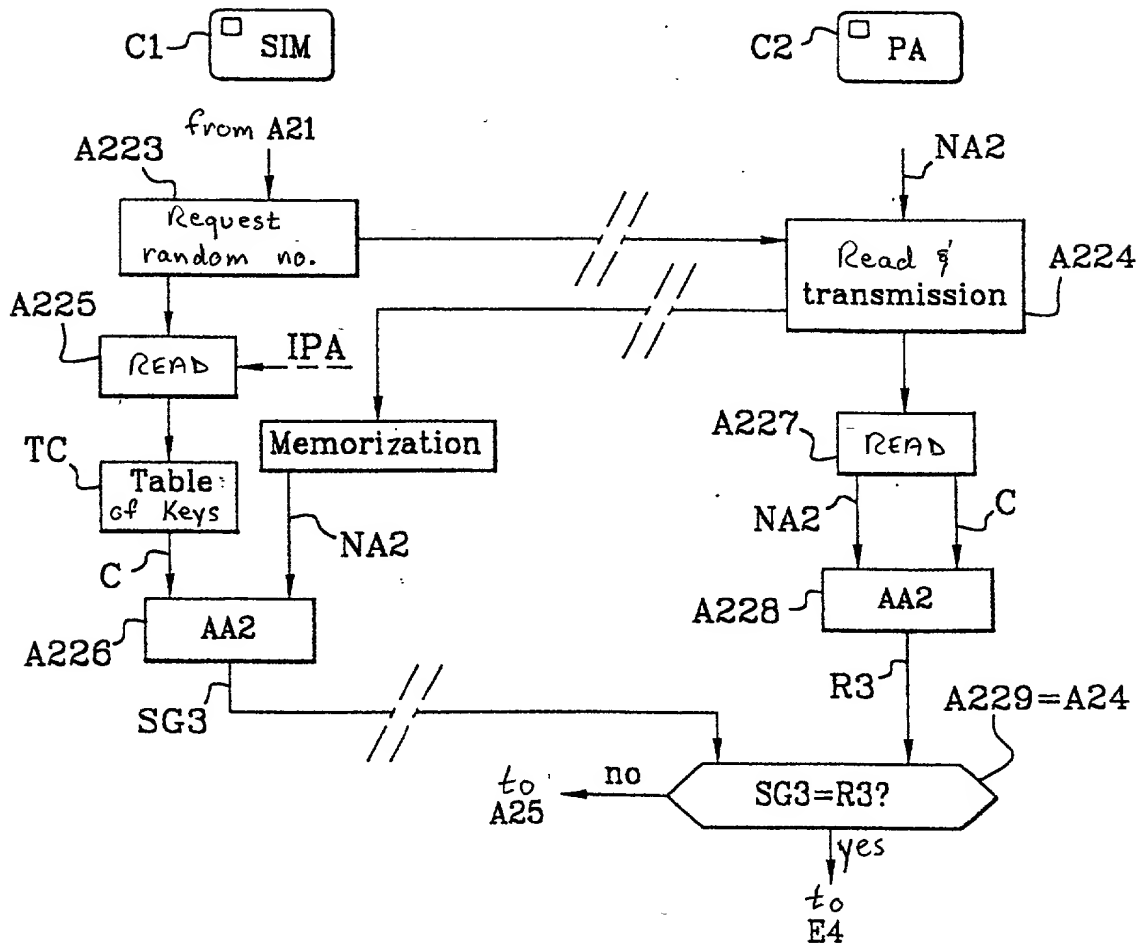 C1
SIM
C2
PA
from A21
A223
NA2
Request
random no.
Read &
transmission
A224
A225
READ
IPA
Memorization
A227
READ
TC
Table
of Keys
NA2
C
C
NA2
A226
AA2
A228
AA2
SG3
R3
A229=A24
to
A25
no
SG3=R3?
yes
to
E4